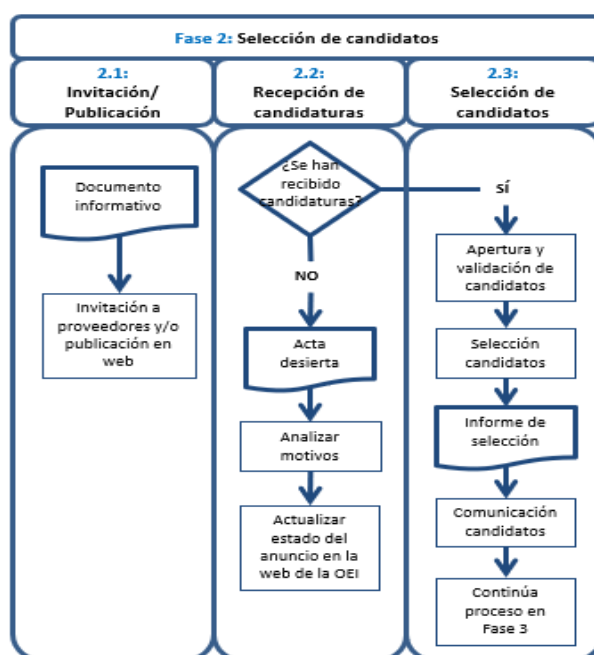 Fase 2: Selección de candidatos
2.1:
Invitación/
Publicación
2.2:
Recepción de
candidaturas
2.3:
Selección de
candidatos
Documento
informativo
Invitación a
proveedores y/o
publicación en
web
¿Se han
recibido
candidaturas?
NO
Acta
desierta
Analizar
motivos
Actualizar
estado del
anuncio en la
web de la OEI
SÍ
Apertura y
validación de
candidatos
Selección
candidatos
Informe de
selección
Comunicación
candidatos
Continúa
proceso en
Fase 3